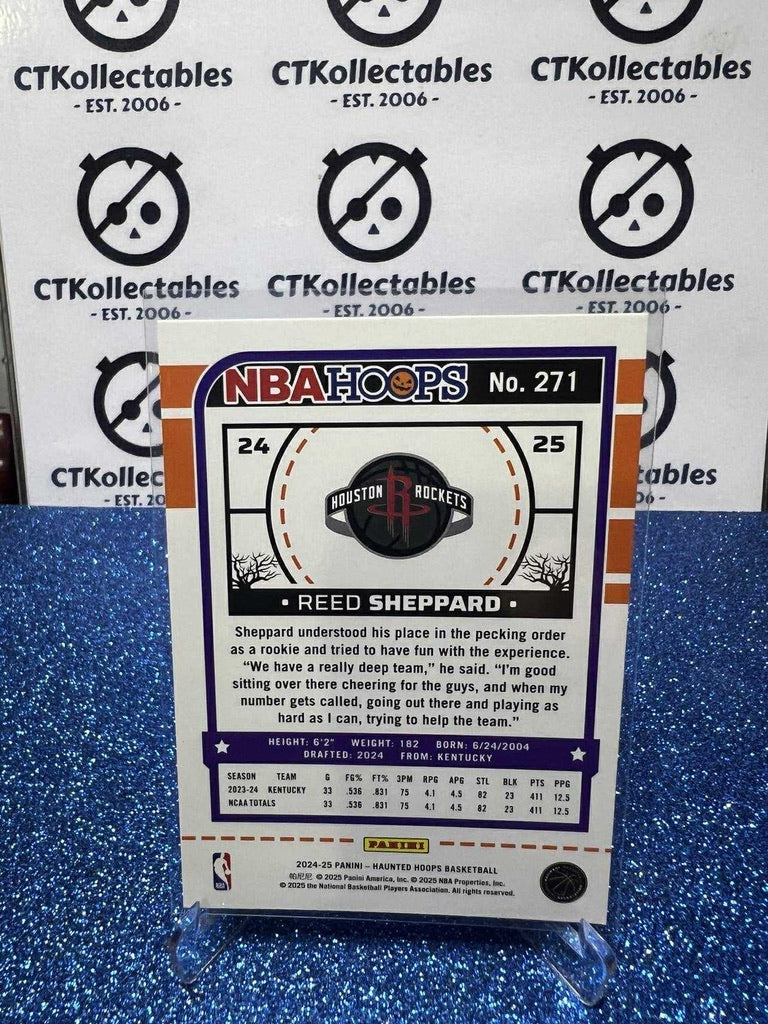 CTKollectables CTKollectables CTKollectables
- EST. 2006 - - EST. 2006 - - EST. 2006 -
CTKollectables CTKollectables CTKollectables
- EST. 2006 - - EST. 2006 - - EST. 2006 -
NBA HOOPS No. 271
24 25
CTKollec
- EST. 20
tables
06 -
HOUSTON R ROCKETS
• REED SHEPPARD •
Sheppard understood his place in the pecking order
as a rookie and tried to have fun with the experience.
“We have a really deep team,” he said. “I’m good
sitting over there cheering for the guys, and when my
number gets called, going out there and playing as
hard as I can, trying to help the team.”
HEIGHT: 6'2" WEIGHT: 182 BORN: 6/24/2004
DRAFTED: 2024 FROM: KENTUCKY
SEASON TEAM G FG% FT% 3PM RPG APG STL BLK PTS PPG
2023-24 KENTUCKY 33 .536 .831 75 4.1 4.5 82 23 411 12.5
NCAA TOTALS 33 .536 .831 75 4.1 4.5 82 23 411 12.5
PANINI
2024-25 PANINI – HAUNTED HOOPS BASKETBALL
帕尼尼 © 2025 Panini America, Inc. © 2025 NBA Properties, Inc.
© 2025 the National Basketball Players Association. All rights reserved.
NBA